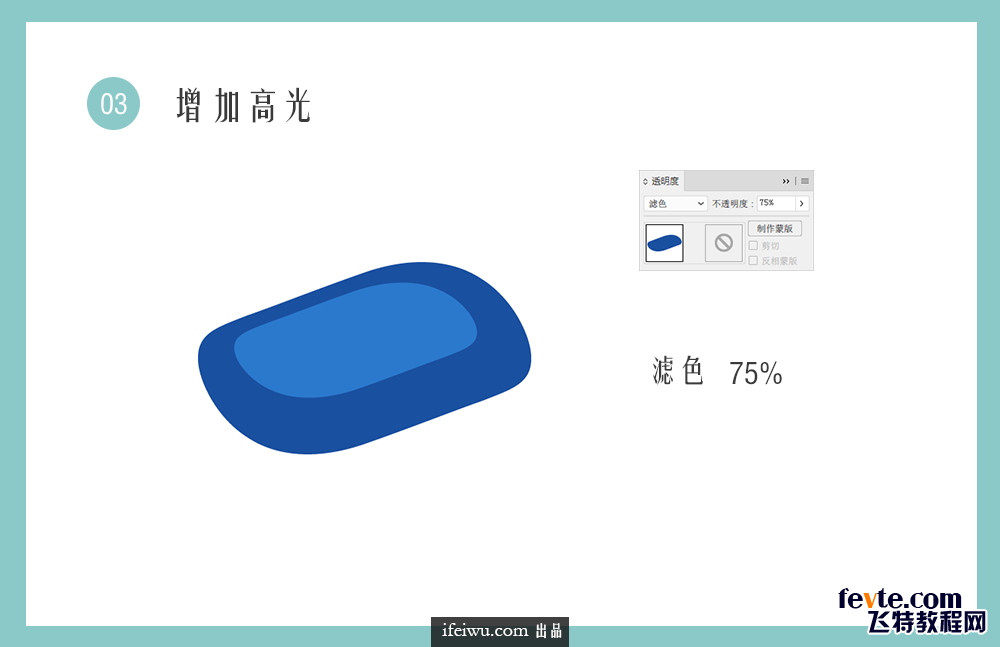 03 增加高光
透明度
滤色 不透明度: 75%
制作蒙版
剪切
反相蒙版
滤色 75%
fevte.com
飞特教程网
ifeiwu.com 出品